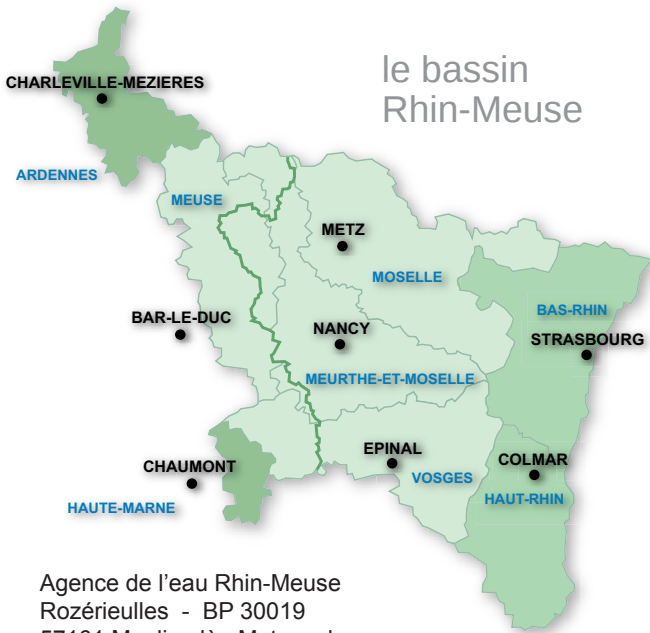 le bassin
Rhin-Meuse
CHARLEVILLE-MEZIERES
ARDENNES
MEUSE
METZ
MOSELLE
BAR-LE-DUC
NANCY
BAS-RHIN
STRASBOURG
MEURTHE-ET-MOSELLE
CHAUMONT
EPINAL
COLMAR
VOSGES
HAUTE-MARNE
HAUT-RHIN
Agence de l'eau Rhin-Meuse
Rozérieulles - BP 30019